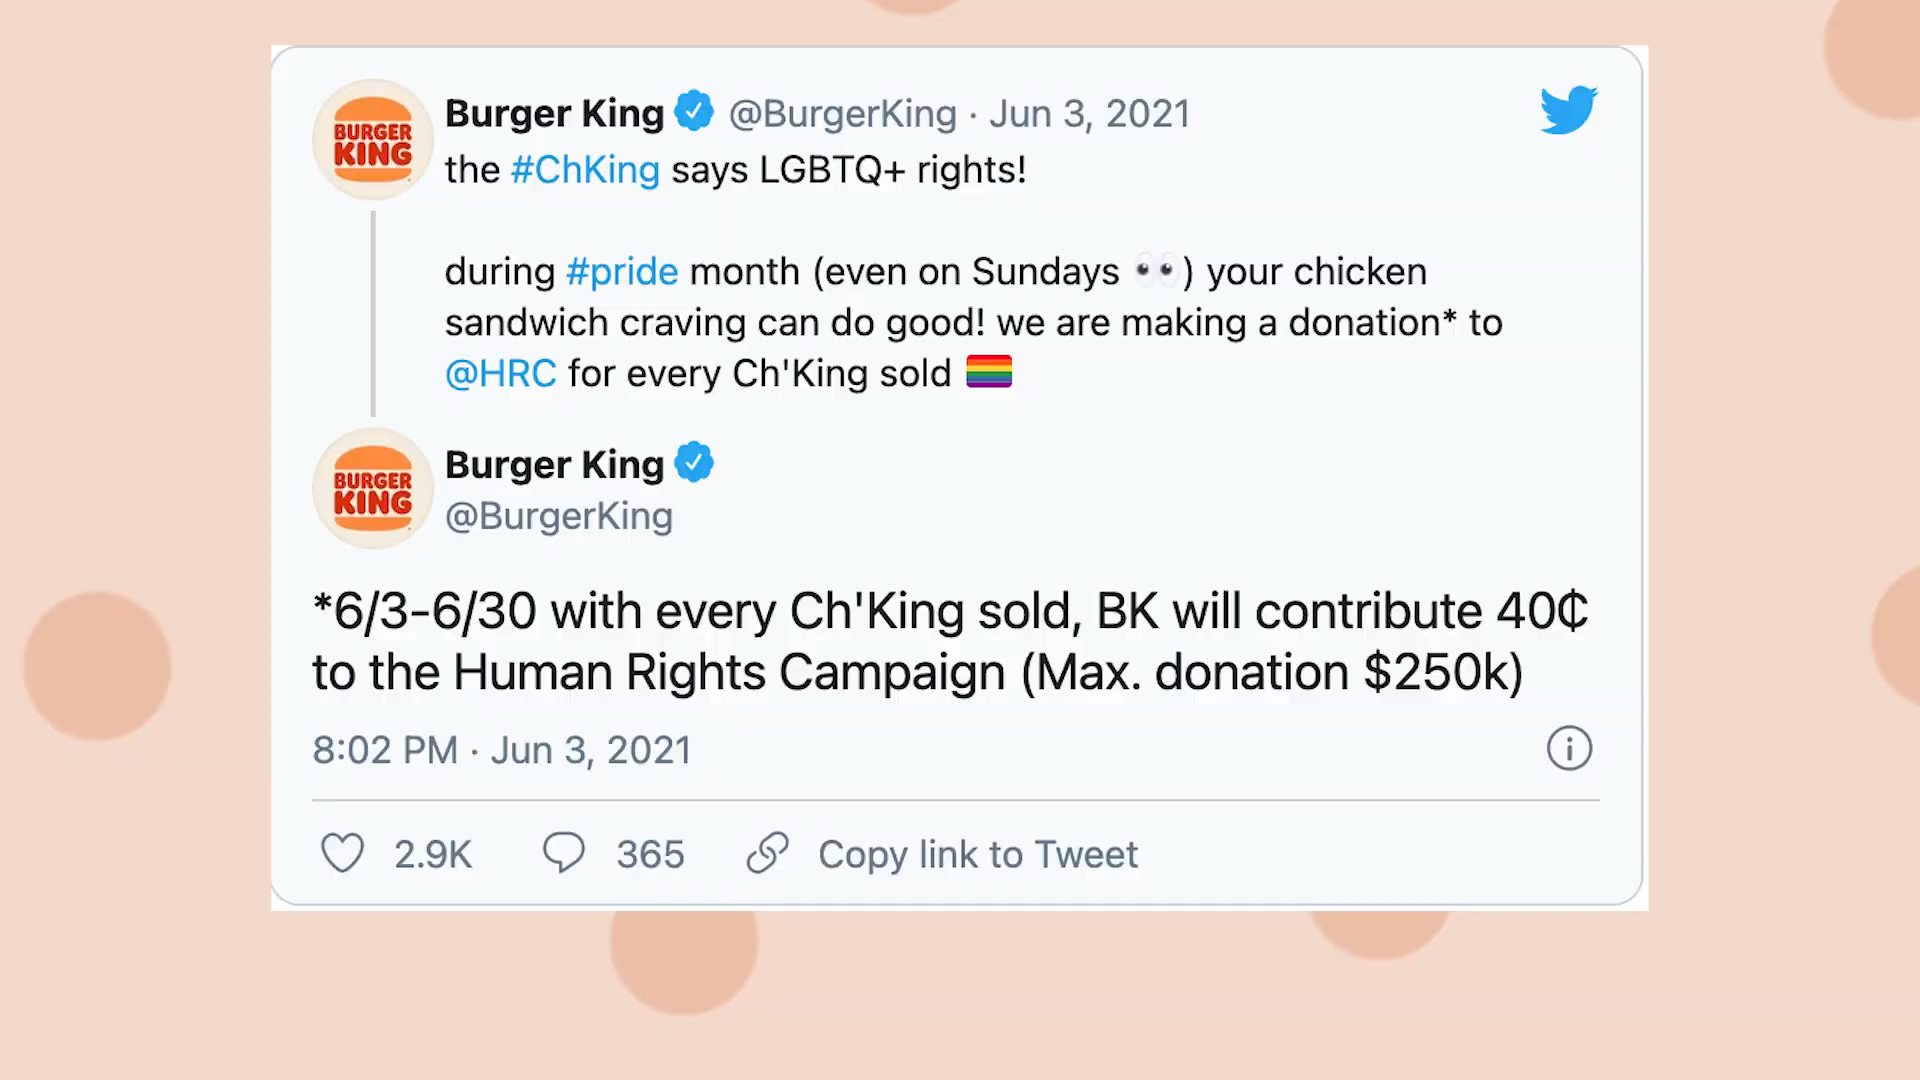 BURGER
KING
Burger King @BurgerKing · Jun 3, 2021
the #ChKing says LGBTQ+ rights!
during #pride month (even on Sundays 👀) your chicken
sandwich craving can do good! we are making a donation* to
@HRC for every Ch'King sold 🏳️‍🌈
BURGER
KING
Burger King
@BurgerKing
*6/3-6/30 with every Ch'King sold, BK will contribute 40₵
to the Human Rights Campaign (Max. donation $250k)
8:02 PM · Jun 3, 2021
2.9K 365 Copy link to Tweet